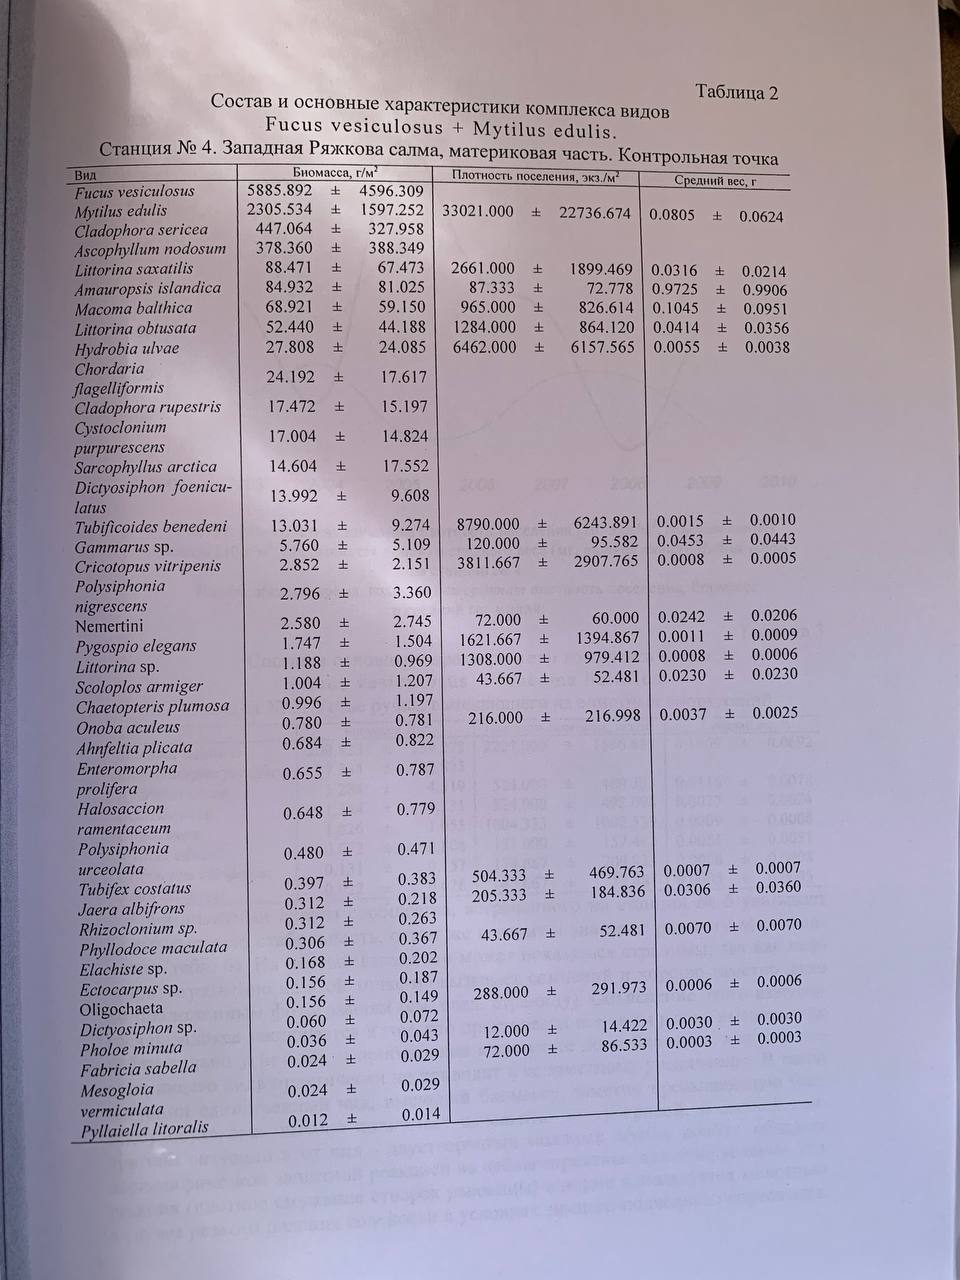 Таблица 2
Состав и основные характеристики комплекса видов
Fucus vesiculosus + Mytilus edulis.
Станция № 4. Западная Ряжкова салма, материковая часть. Контрольная точка
Вид Биомасса, г/м² Плотность поселения, экз./м² Средний вес, г
Fucus vesiculosus 5885.892 ± 4596.309
Mytilus edulis 2305.534 ± 1597.252 33021.000 ± 22736.674 0.0805 ± 0.0624
Cladophora sericea 447.064 ± 327.958
Ascophyllum nodosum 378.360 ± 388.349
Littorina saxatilis 88.471 ± 67.473 2661.000 ± 1899.469 0.0316 ± 0.0214
Amauropsis islandica 84.932 ± 81.025 87.333 ± 72.778 0.9725 ± 0.9906
Macoma balthica 68.921 ± 59.150 965.000 ± 826.614 0.1045 ± 0.0951
Littorina obtusata 52.440 ± 44.188 1284.000 ± 864.120 0.0414 ± 0.0356
Hydrobia ulvae 27.808 ± 24.085 6462.000 ± 6157.565 0.0055 ± 0.0038
Chordaria
flagelliformis 24.192 ± 17.617
Cladophora rupestris 17.472 ± 15.197
Cystoclonium
purpurescens 17.004 ± 14.824
Sarcophyllus arctica 14.604 ± 17.552
Dictyosiphon foenicu-
latus 13.992 ± 9.608
Tubificoides benedeni 13.031 ± 9.274 8790.000 ± 6243.891 0.0015 ± 0.0010
Gammarus sp. 5.760 ± 5.109 120.000 ± 95.582 0.0453 ± 0.0443
Cricotopus vitripenis 2.852 ± 2.151 3811.667 ± 2907.765 0.0008 ± 0.0005
Polysiphonia
nigrescens 2.796 ± 3.360
Nemertini 2.580 ± 2.745 72.000 ± 60.000 0.0242 ± 0.0206
Pygospio elegans 1.747 ± 1.504 1621.667 ± 1394.867 0.0011 ± 0.0009
Littorina sp. 1.188 ± 0.969 1308.000 ± 979.412 0.0008 ± 0.0006
Scoloplos armiger 1.004 ± 1.207 43.667 ± 52.481 0.0230 ± 0.0230
Chaetopteris plumosa 0.996 ± 1.197
Onoba aculeus 0.780 ± 0.781 216.000 ± 216.998 0.0037 ± 0.0025
Ahnfeltia plicata 0.684 ± 0.822
Enteromorpha
prolifera 0.655 ± 0.787
Halosaccion
ramentaceum 0.648 ± 0.779
Polysiphonia
urceolata 0.480 ± 0.471
Tubifex costatus 0.397 ± 0.383 504.333 ± 469.763 0.0007 ± 0.0007
Jaera albifrons 0.312 ± 0.218 205.333 ± 184.836 0.0306 ± 0.0360
Rhizoclonium sp. 0.312 ± 0.263
Phyllodoce maculata 0.306 ± 0.367 43.667 ± 52.481 0.0070 ± 0.0070
Elachiste sp. 0.168 ± 0.202
Ectocarpus sp. 0.156 ± 0.187
Oligochaeta 0.156 ± 0.149 288.000 ± 291.973 0.0006 ± 0.0006
Dictyosiphon sp. 0.060 ± 0.072
Pholoe minuta 0.036 ± 0.043 12.000 ± 14.422 0.0030 ± 0.0030
Fabricia sabella 0.024 ± 0.029 72.000 ± 86.533 0.0003 ± 0.0003
Mesogloia
vermiculata 0.024 ± 0.029
Pyllaiella litoralis 0.012 ± 0.014